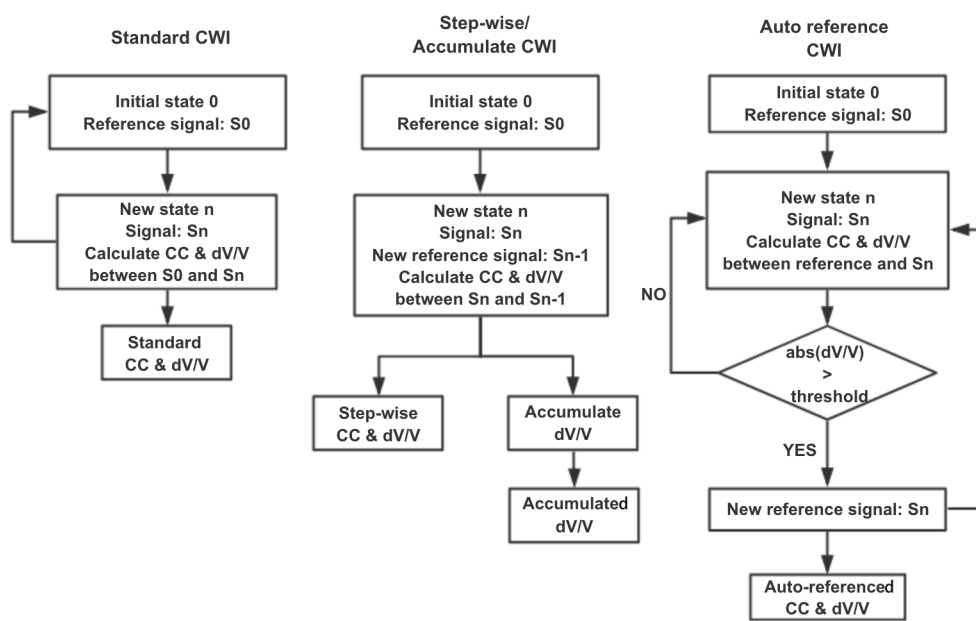 Standard CWI
Initial state 0
Reference signal: S0
New state n
Signal: Sn
Calculate CC & dV/V
between S0 and Sn
Standard
CC & dV/V
Step-wise/
Accumulate CWI
Initial state 0
Reference signal: S0
New state n
Signal: Sn
New reference signal: Sn-1
Calculate CC & dV/V
between Sn and Sn-1
Step-wise
CC & dV/V
Accumulate
dV/V
Accumulated
dV/V
Auto reference
CWI
Initial state 0
Reference signal: S0
New state n
Signal: Sn
Calculate CC & dV/V
between reference and Sn
NO
abs(dV/V)
>
threshold
YES
New reference signal: Sn
Auto-referenced
CC & dV/V